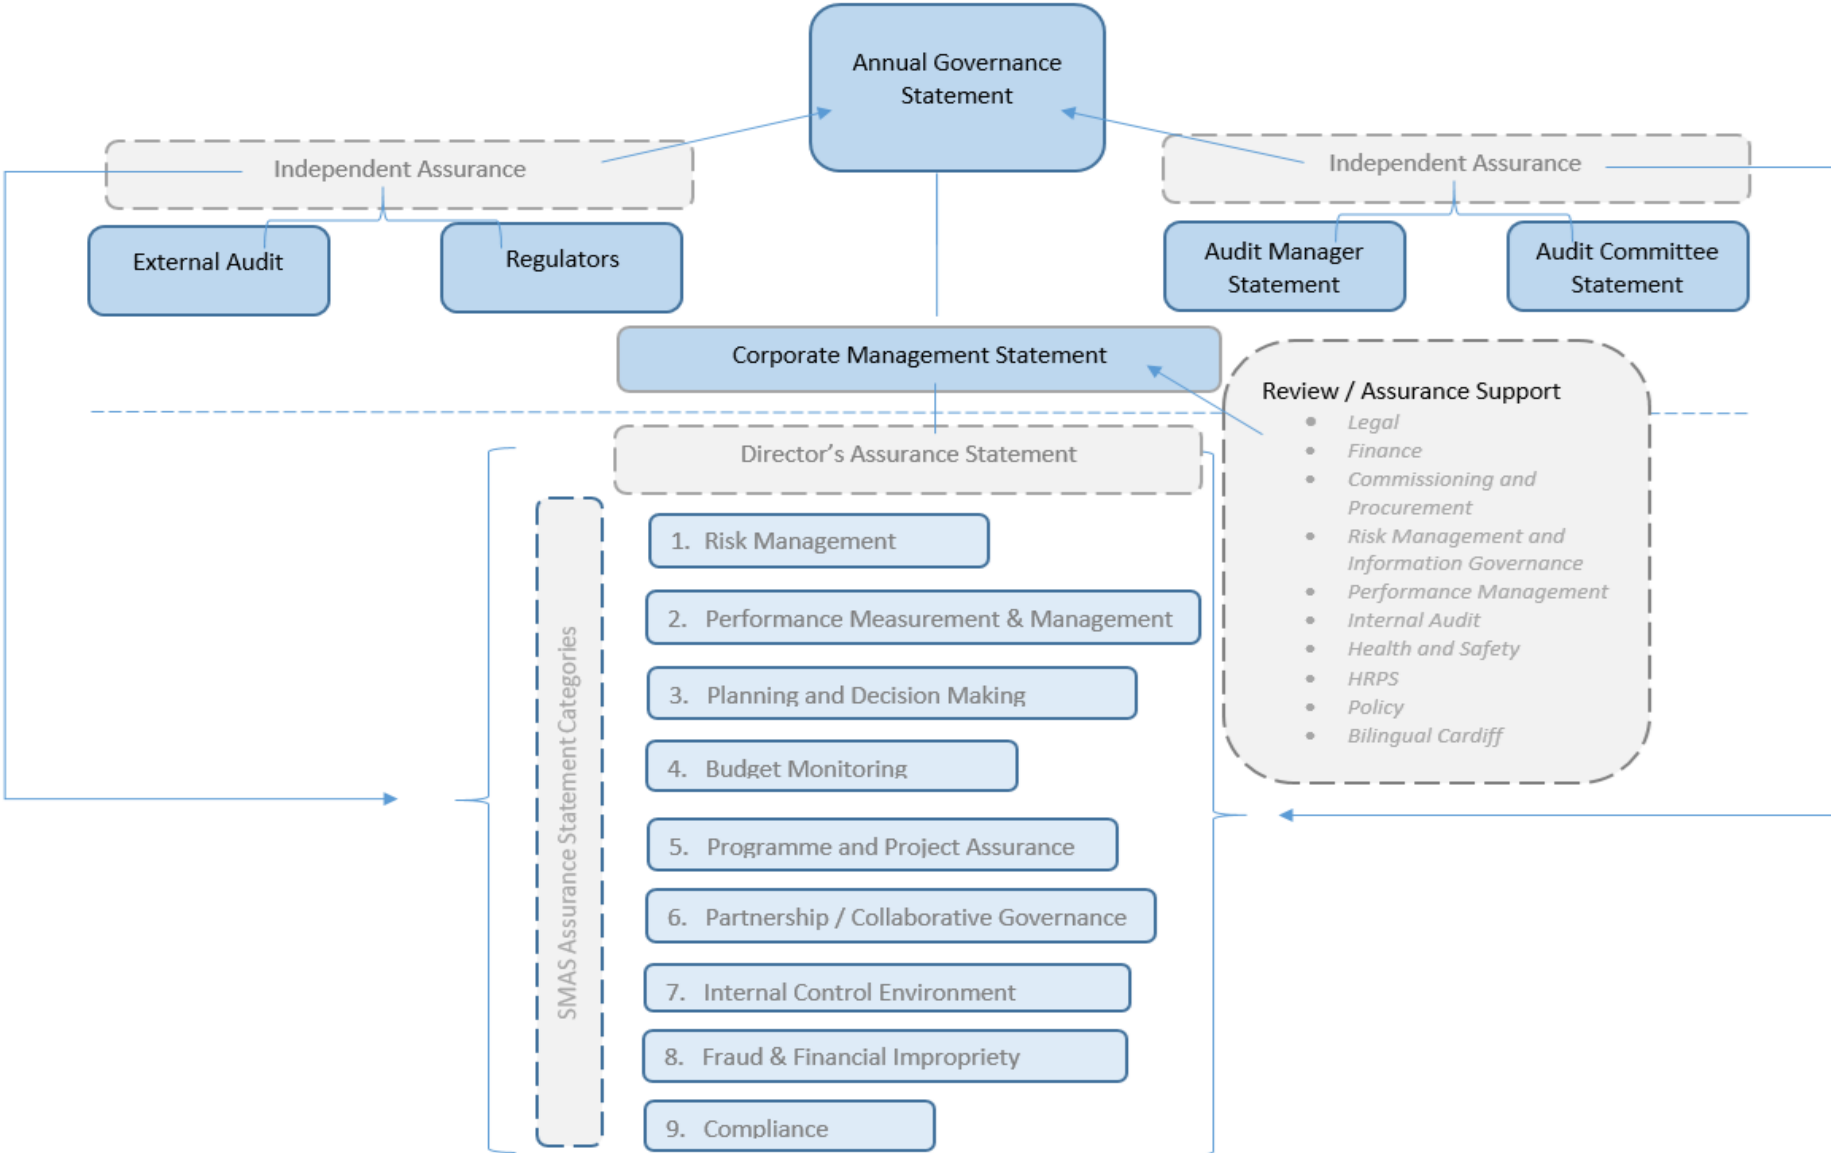 Annual Governance
Statement
Independent Assurance
Independent Assurance
External Audit
Regulators
Audit Manager
Statement
Audit Committee
Statement
Corporate Management Statement
Review / Assurance Support
• Legal
• Finance
• Commissioning and
Procurement
• Risk Management and
Information Governance
• Performance Management
• Internal Audit
• Health and Safety
• HRPS
• Policy
• Bilingual Cardiff
Director’s Assurance Statement
SMAS Assurance Statement Categories
1. Risk Management
2. Performance Measurement & Management
3. Planning and Decision Making
4. Budget Monitoring
5. Programme and Project Assurance
6. Partnership / Collaborative Governance
7. Internal Control Environment
8. Fraud & Financial Impropriety
9. Compliance